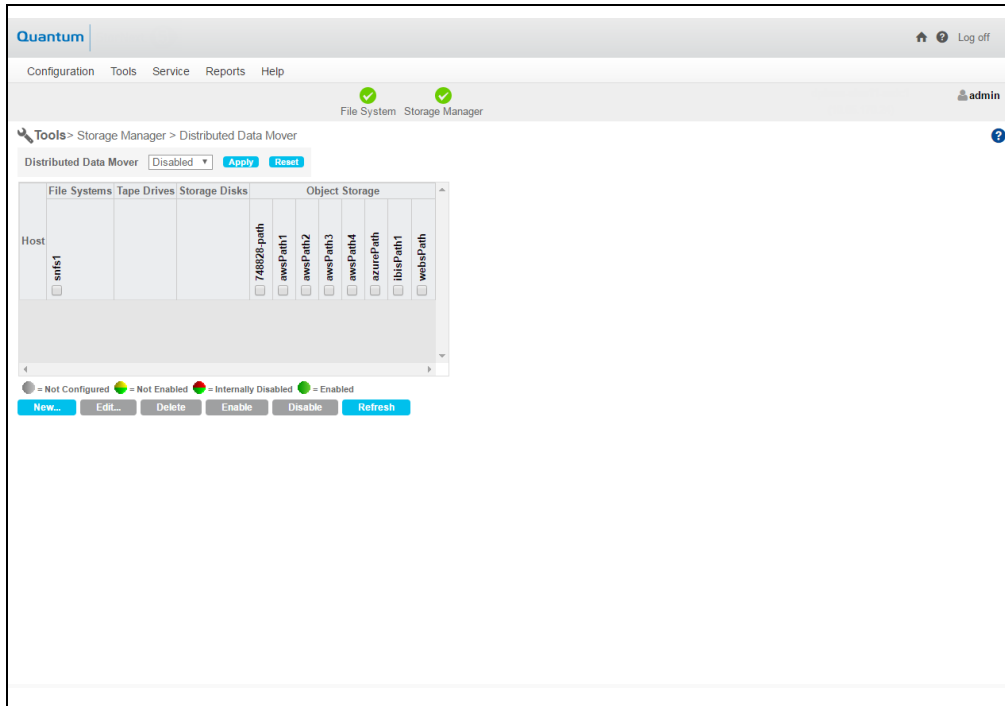 Quantum
Log off
Configuration Tools Service Reports Help
File System Storage Manager
admin
Tools > Storage Manager > Distributed Data Mover
Distributed Data Mover Disabled Apply Reset
File Systems Tape Drives Storage Disks Object Storage
Host
snfs1
748828-path
awsPath1
awsPath2
awsPath3
awsPath4
azurePath
ibisPath1
websPath
= Not Configured = Not Enabled = Internally Disabled = Enabled
New... Edit... Delete Enable Disable Refresh